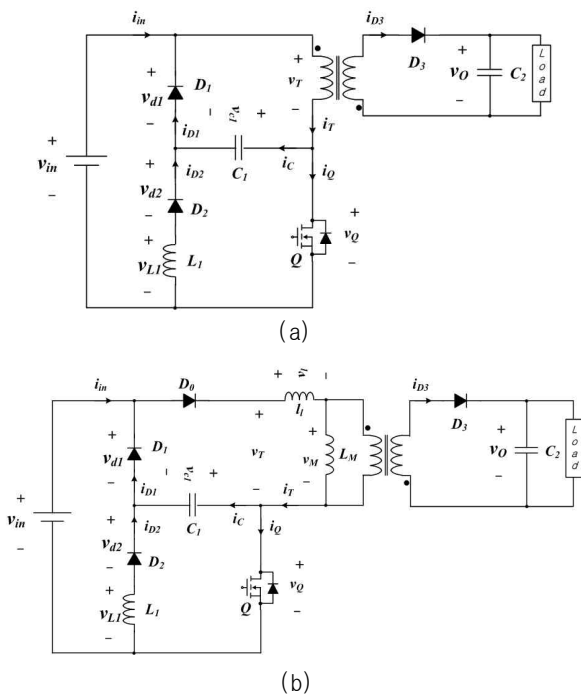 i_in
i_D3
D_3
+
v_T
−
+
v_O
−
C_2
Load
+
v_d1
−
D_1
i_D1
− v_c1 +
C_1
i_C
i_T
i_Q
+
v_in
−
i_D2
+
v_d2
−
D_2
+
v_L1
−
L_1
Q
+
v_Q
−
(a)
i_in
D_0
+ v_l −
l_l
i_D3
D_3
+
v_d1
−
D_1
i_D1
− v_c1 +
C_1
+
v_T
−
+
v_M
−
L_M
+
v_O
−
C_2
Load
i_C
i_T
i_Q
+
v_in
−
i_D2
+
v_d2
−
D_2
+
v_L1
−
L_1
Q
+
v_Q
−
(b)